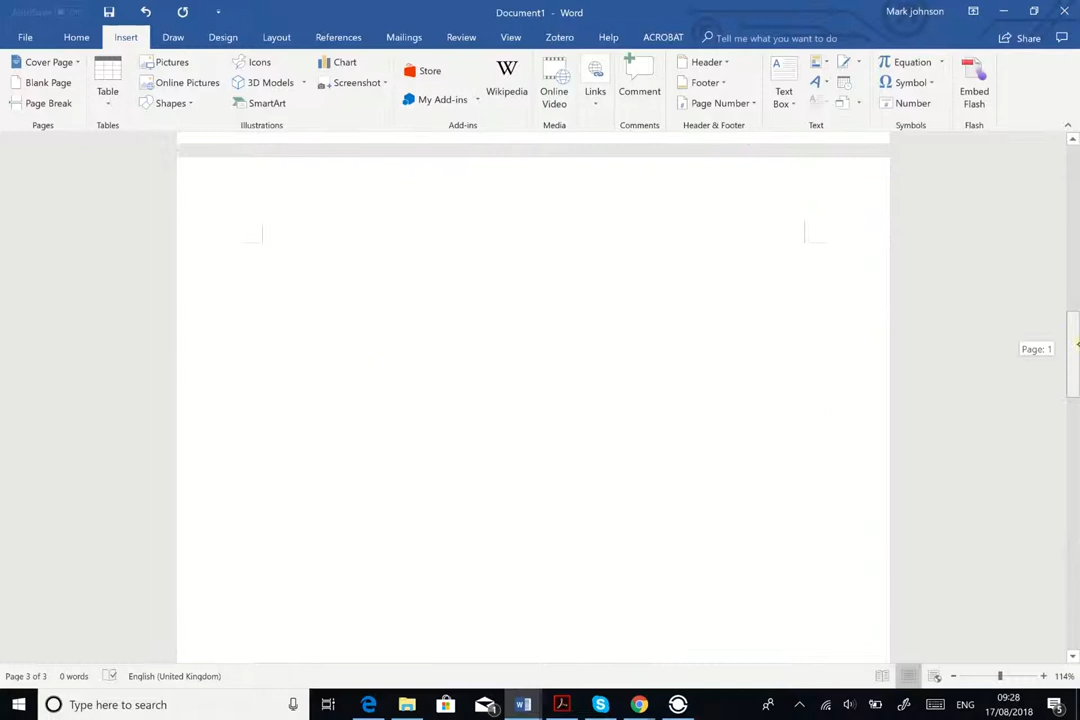 AutoSave
Document1 - Word
Mark johnson
File Home Insert Draw Design Layout References Mailings Review View Zotero Help ACROBAT Tell me what you want to do Share
Cover Page
Blank Page
Page Break
Pages
Table
Tables
Pictures
Online Pictures
Shapes
Icons
3D Models
SmartArt
Chart
Screenshot
Illustrations
Store
My Add-ins
W
Wikipedia
Add-ins
Online
Video
Media
Links
Comment
Comments
Header
Footer
Page Number
Header & Footer
Text
Box
Text
Equation
Symbol
Number
Symbols
Embed
Flash
Flash
Page: 1
Page 3 of 3 0 words English (United Kingdom) 114%
Type here to search
ENG
09:28
17/08/2018
5